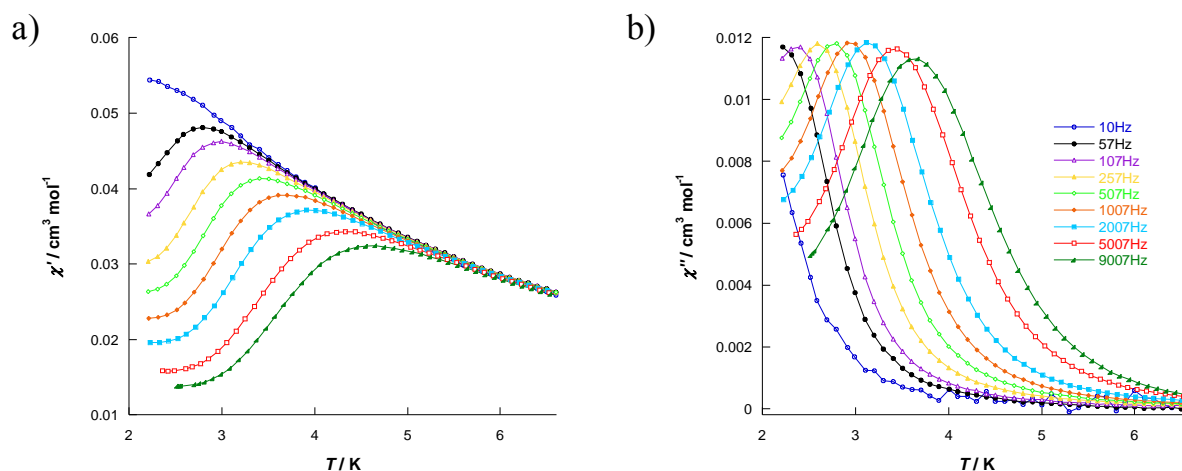 a)
0.06
0.05
0.04
0.03
0.02
0.01
χ' / cm³ mol⁻¹
2 3 4 5 6
T / K
b)
0.012
0.01
0.008
0.006
0.004
0.002
0
χ'' / cm³ mol⁻¹
2 3 4 5 6
T / K
10Hz
57Hz
107Hz
257Hz
507Hz
1007Hz
2007Hz
5007Hz
9007Hz